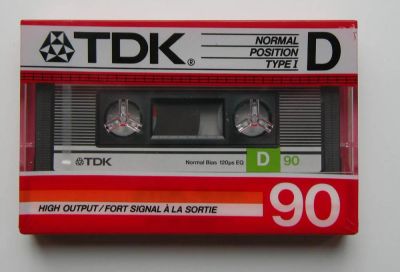 TDK® NORMAL POSITION TYPE I D
TDK Normal Bias 120µs EQ D 90
HIGH OUTPUT/FORT SIGNAL À LA SORTIE 90